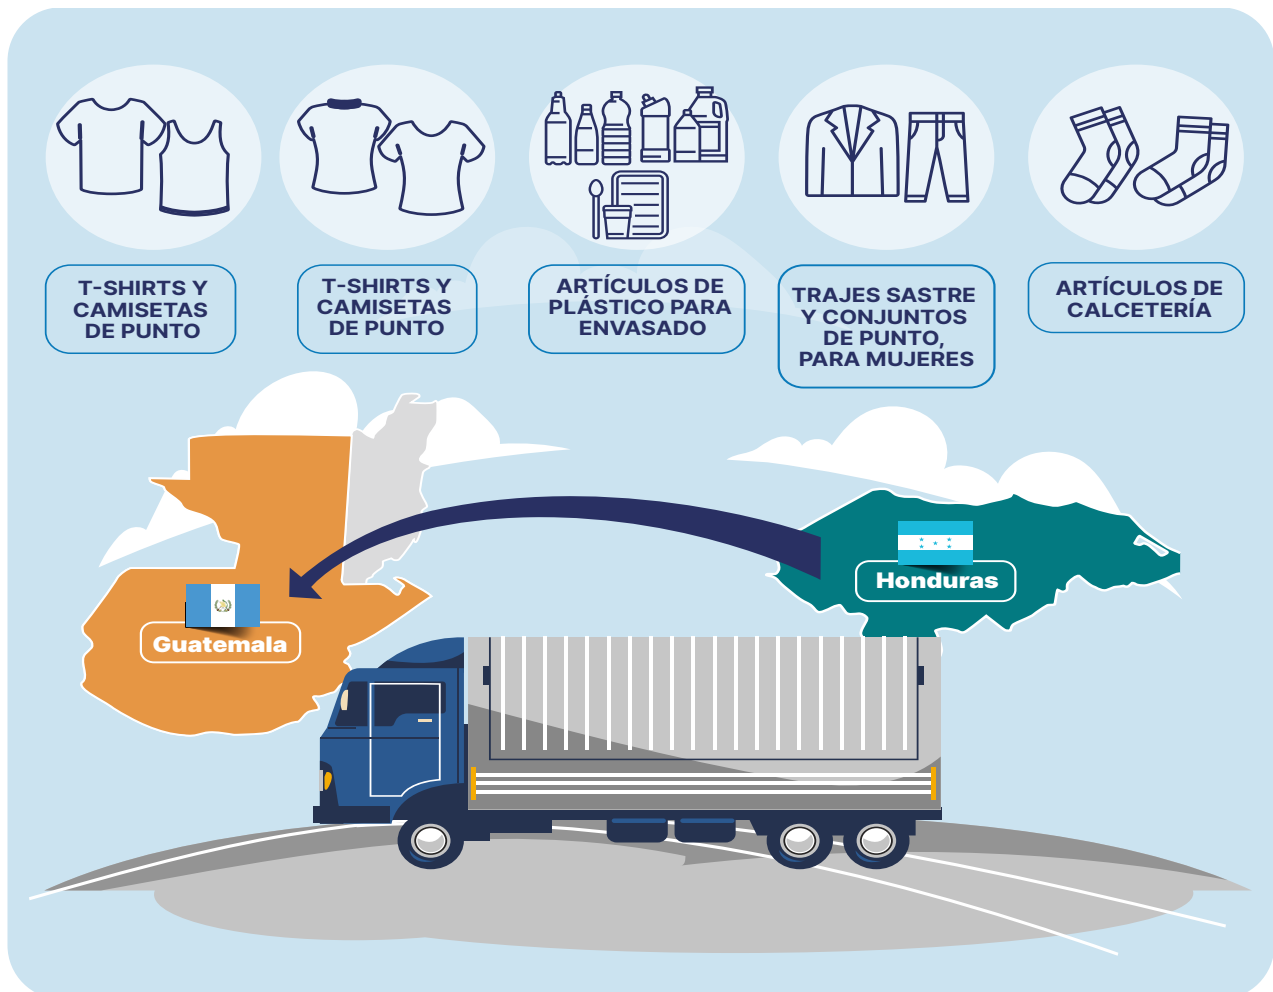 T-SHIRTS Y
CAMISETAS
DE PUNTO
T-SHIRTS Y
CAMISETAS
DE PUNTO
ARTÍCULOS DE
PLÁSTICO PARA
ENVASADO
TRAJES SASTRE
Y CONJUNTOS
DE PUNTO,
PARA MUJERES
ARTÍCULOS DE
CALCETERÍA
Honduras
Guatemala